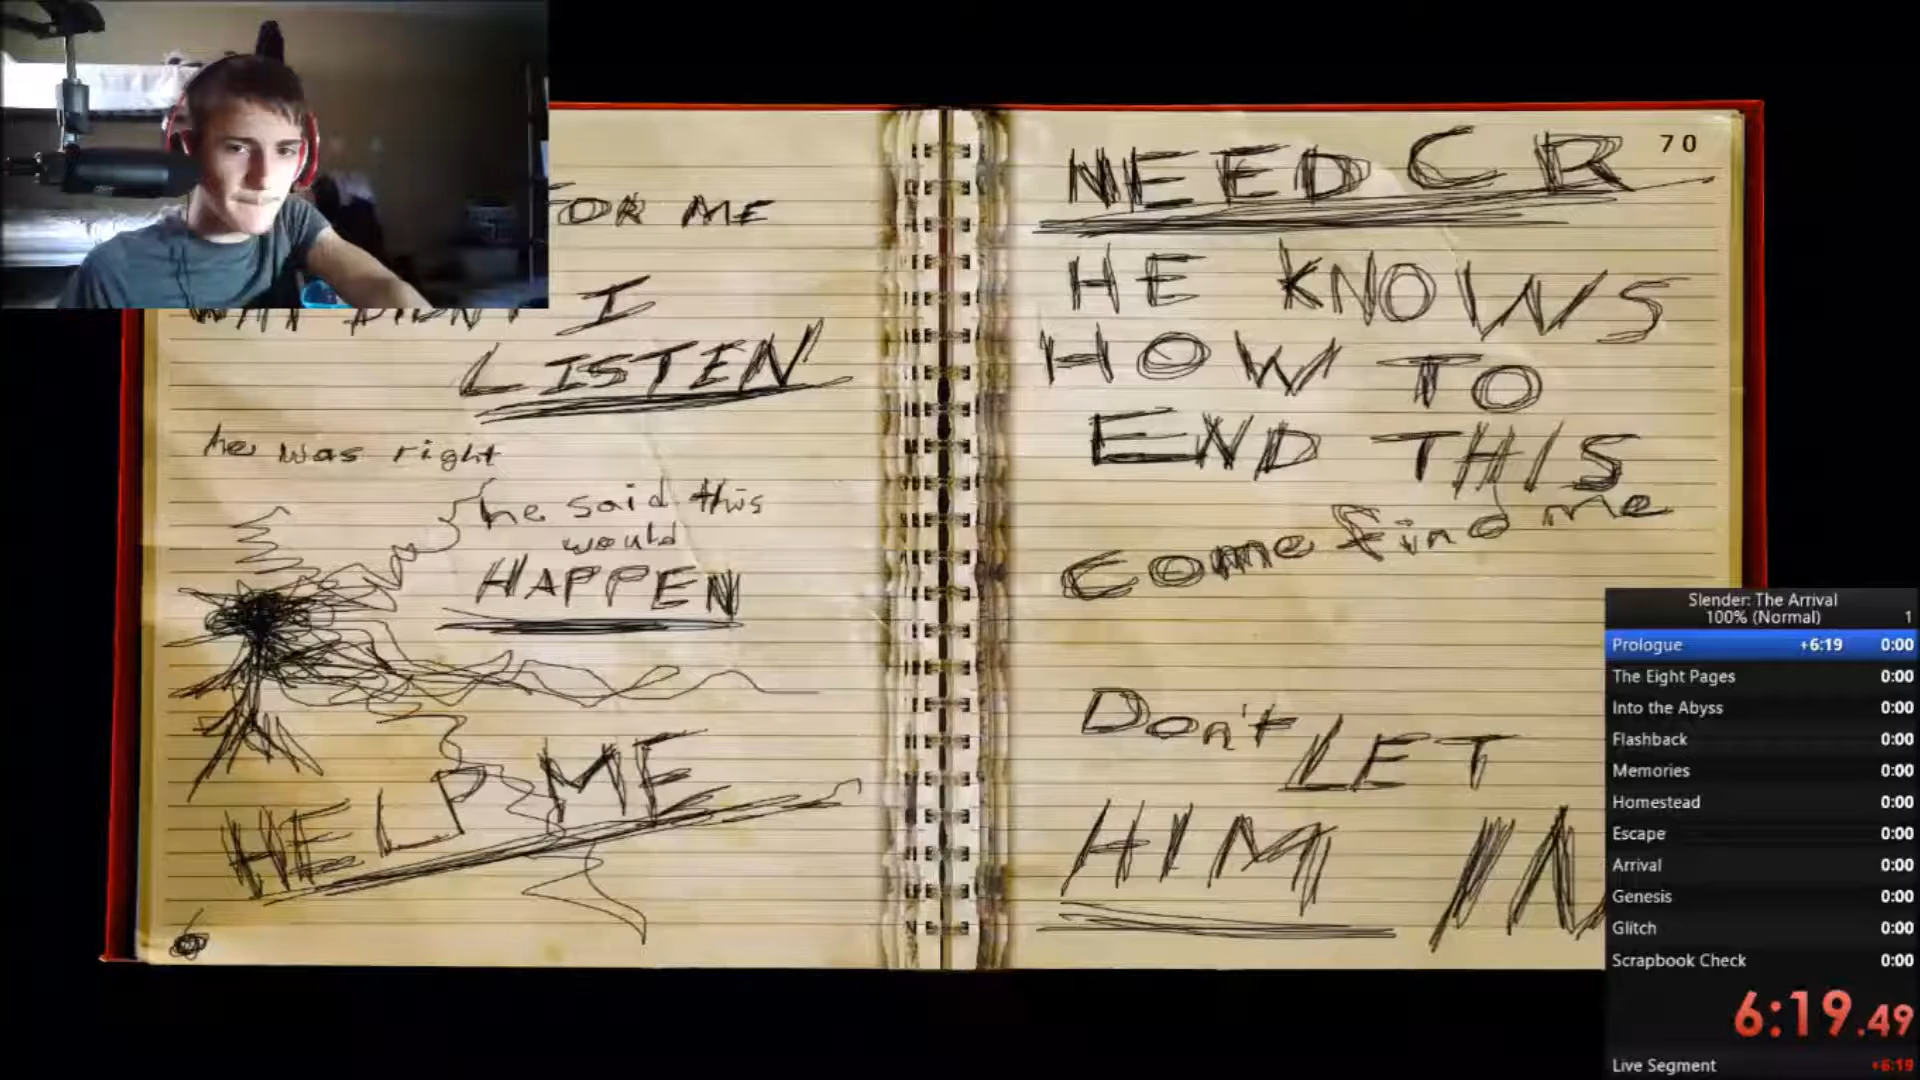 FOR ME
WHY DIDN'T I
LISTEN
he was right
he said this
would
HAPPEN
HELP ME
70
NEED CR
HE KNOWS
HOW TO
END THIS
come find me
Don't LET
HIM IN
Slender: The Arrival
100% (Normal) 1
Prologue +6:19 0:00
The Eight Pages 0:00
Into the Abyss 0:00
Flashback 0:00
Memories 0:00
Homestead 0:00
Escape 0:00
Arrival 0:00
Genesis 0:00
Glitch 0:00
Scrapbook Check 0:00
6:19.49
Live Segment +6:19